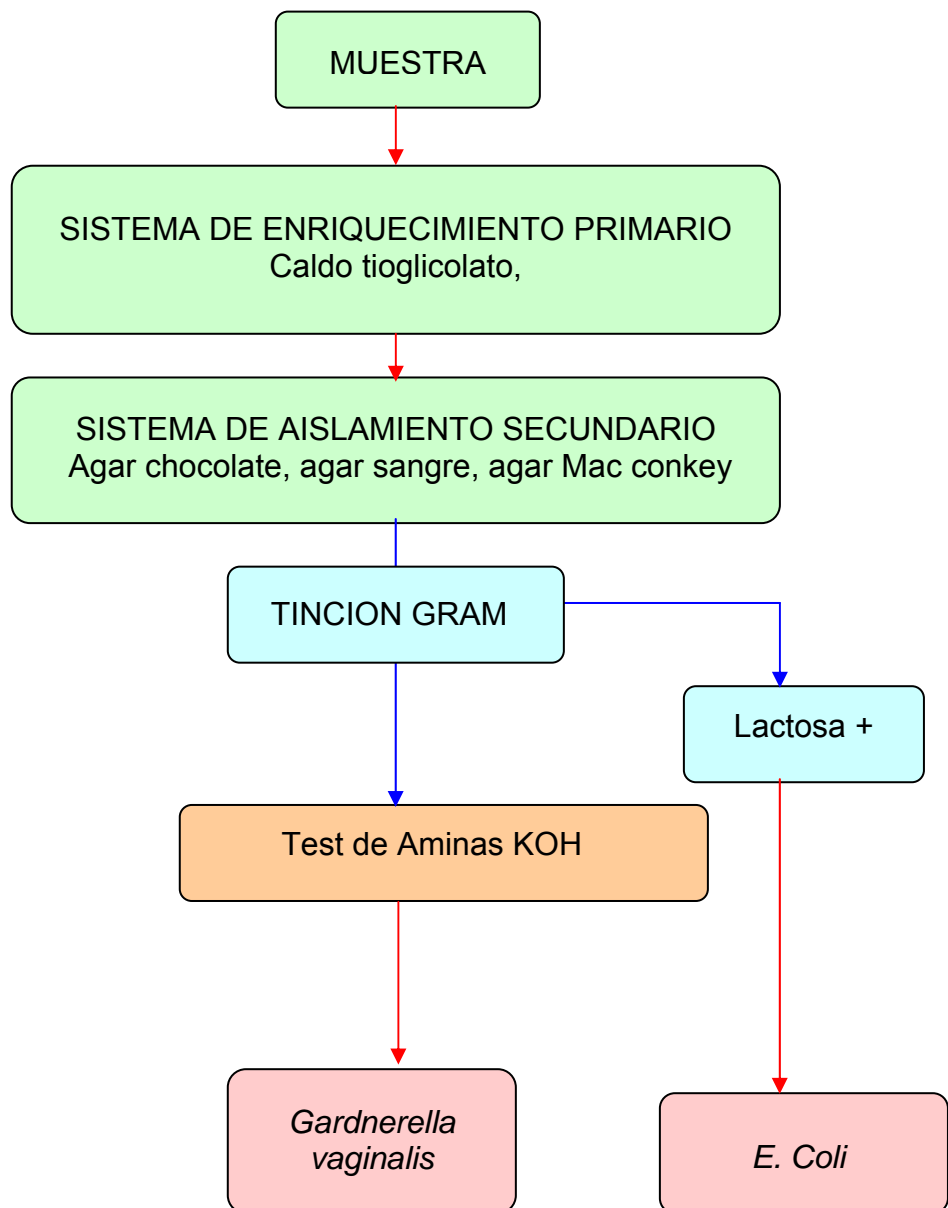 MUESTRA
SISTEMA DE ENRIQUECIMIENTO PRIMARIO
Caldo tioglicolato,
SISTEMA DE AISLAMIENTO SECUNDARIO
Agar chocolate, agar sangre, agar Mac conkey
TINCION GRAM
Lactosa +
Test de Aminas KOH
Gardnerella
vaginalis
E. Coli